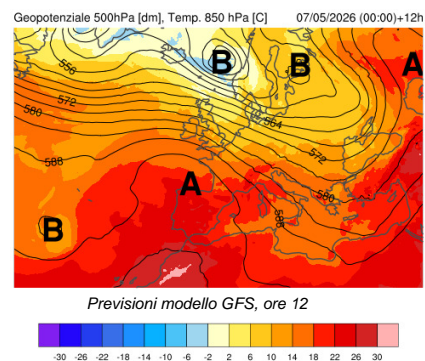 Geopotenziale 500hPa [dm], Temp. 850 hPa [C] 07/05/2026 (00:00)+12h
B B A
556
572
580
564
572
588
A
580
588
B
Previsioni modello GFS, ore 12
-30 -26 -22 -18 -14 -10 -6 -2 2 6 10 14 18 22 26 30